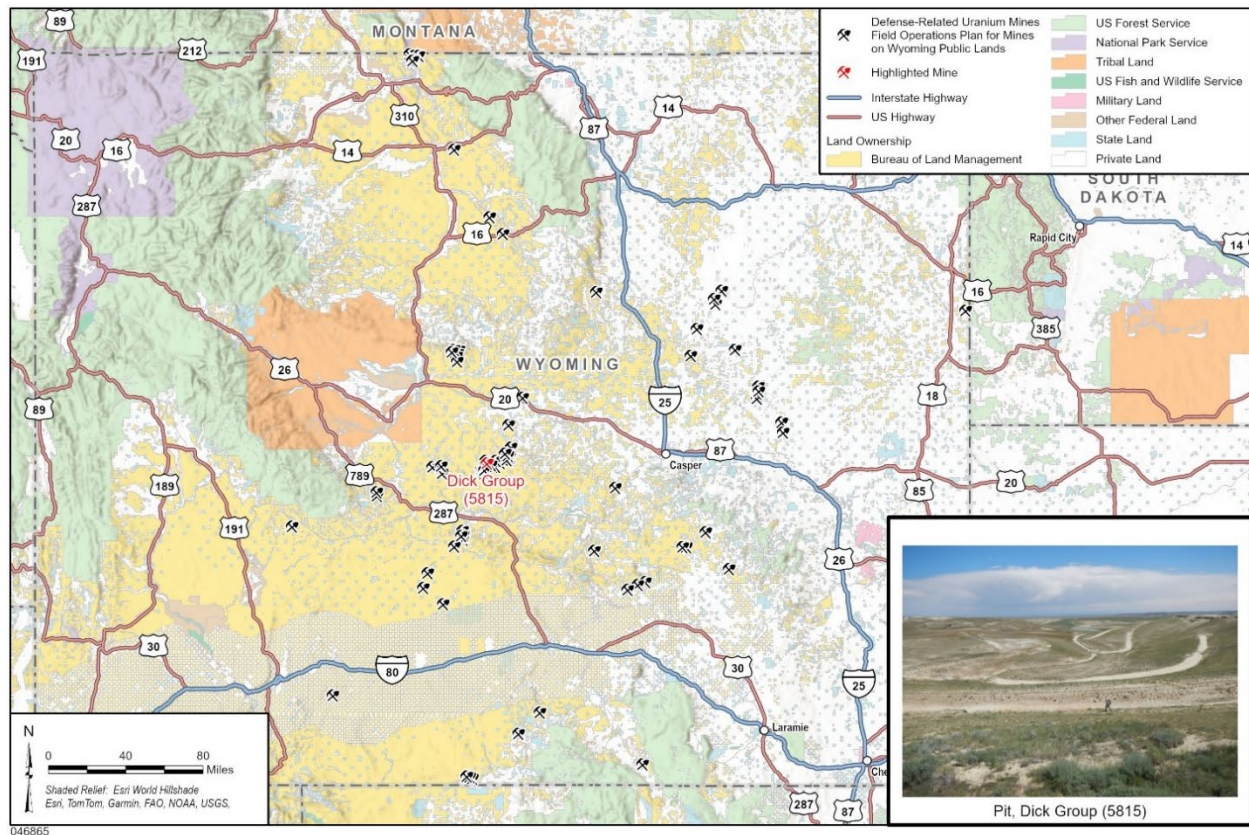 Defense-Related Uranium Mines
Field Operations Plan for Mines
on Wyoming Public Lands
Highlighted Mine
Interstate Highway
US Highway
Land Ownership
Bureau of Land Management
US Forest Service
National Park Service
Tribal Land
US Fish and Wildlife Service
Military Land
Other Federal Land
State Land
Private Land
89
MONTANA
212
191
310
87
14
20
16
14
287
16
SOUTH
DAKOTA
Rapid City
14
16
385
WYOMING
26
89
20
25
18
Casper
87
Dick Group
(5815)
789
189
287
85
20
191
26
30
80
30
25
Laramie
Che
287
87
N
0 40 80
Miles
Shaded Relief: Esri World Hillshade
Esri, TomTom, Garmin, FAO, NOAA, USGS,
Pit, Dick Group (5815)
046865